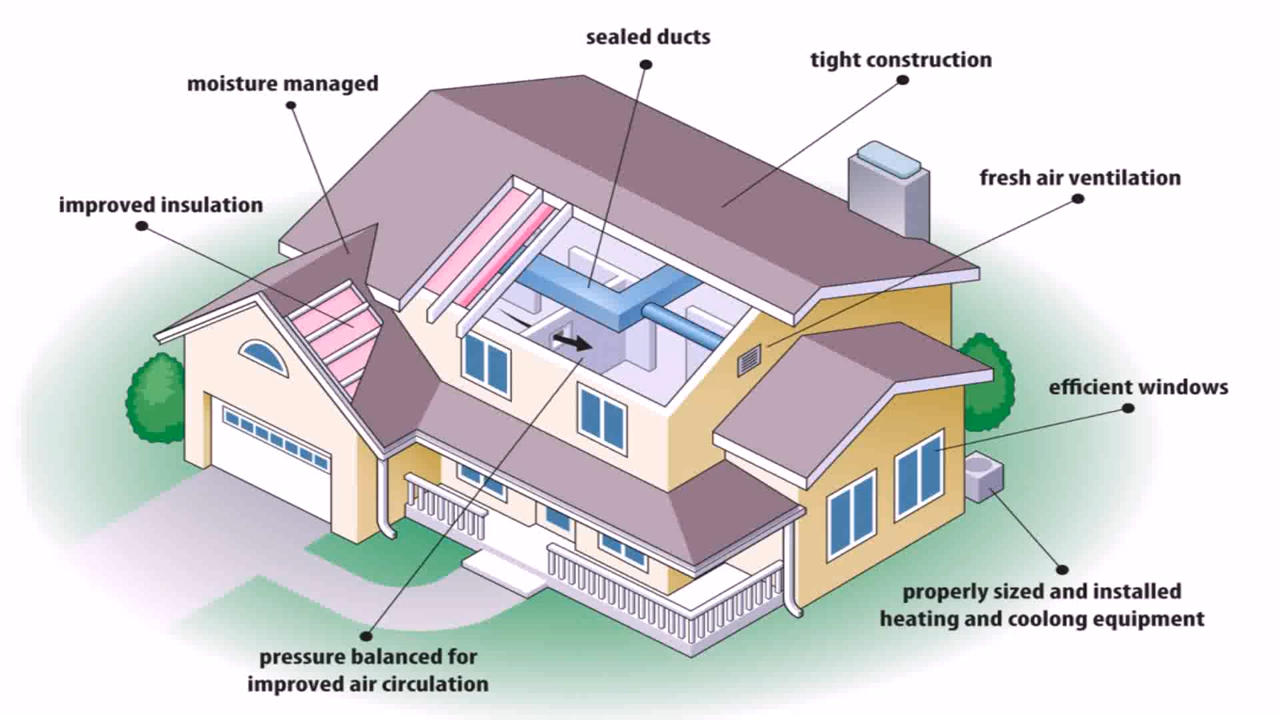 sealed ducts
tight construction
moisture managed
fresh air ventilation
improved insulation
efficient windows
properly sized and installed
heating and coolong equipment
pressure balanced for
improved air circulation